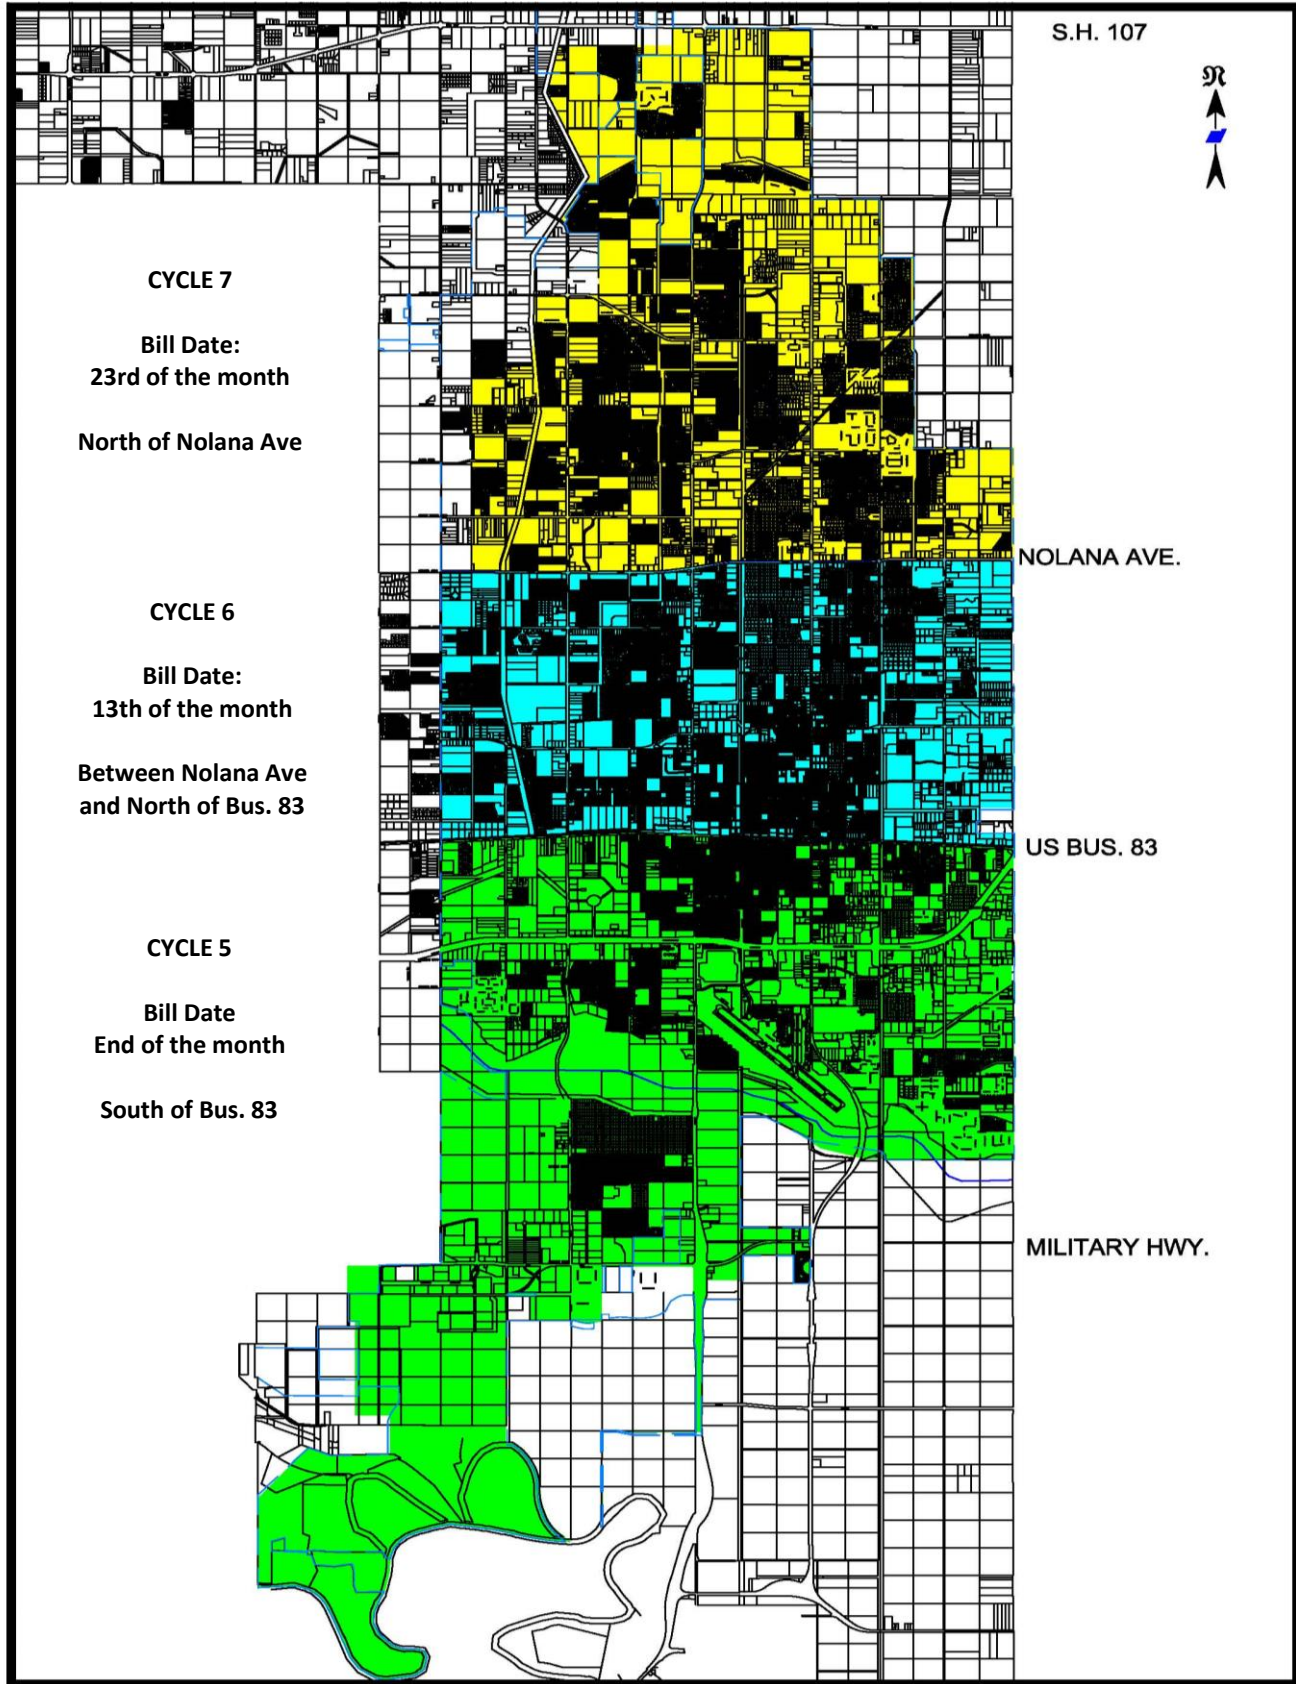 S.H. 107
N
CYCLE 7
Bill Date:
23rd of the month
North of Nolana Ave
NOLANA AVE.
CYCLE 6
Bill Date:
13th of the month
Between Nolana Ave
and North of Bus. 83
US BUS. 83
CYCLE 5
Bill Date
End of the month
South of Bus. 83
MILITARY HWY.